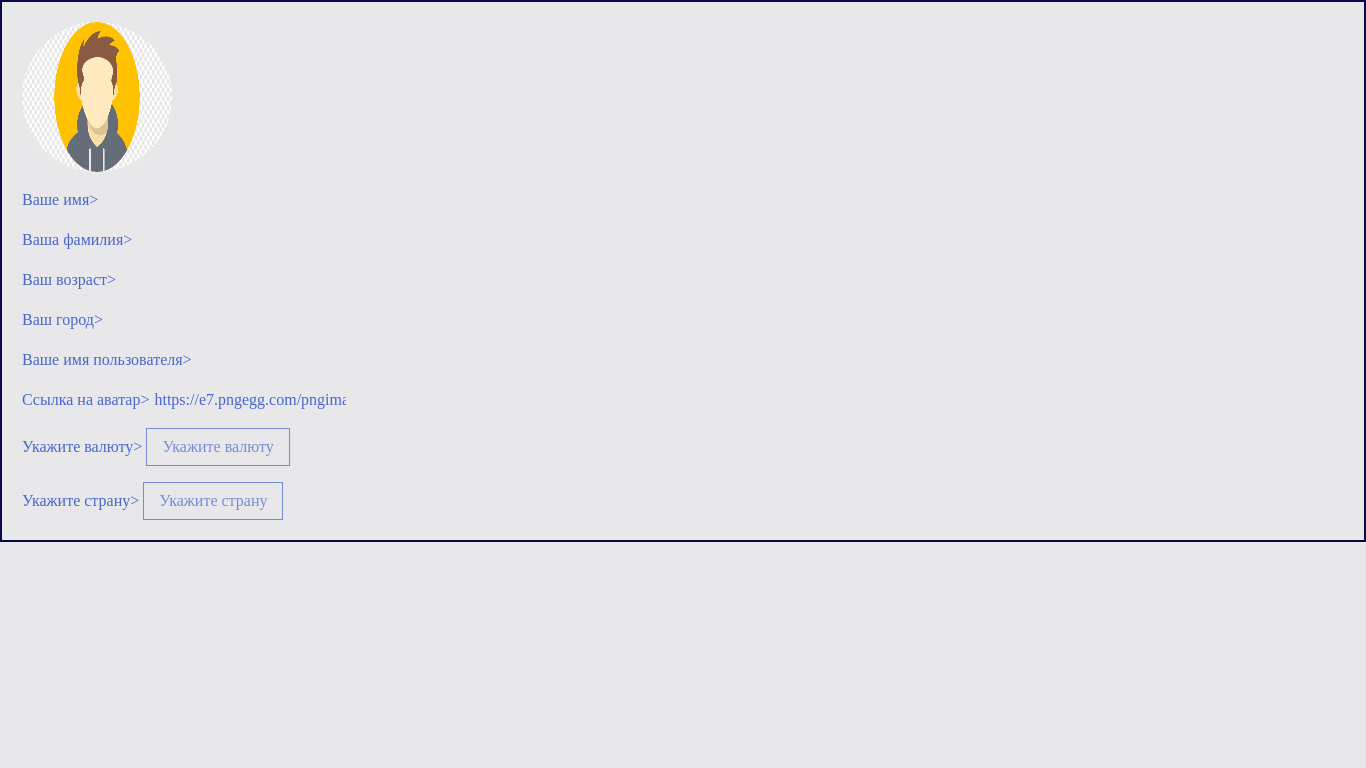 Ваше имя>
Ваша фамилия>
Ваш возраст>
Ваш город>
Ваше имя пользователя>
Ссылка на аватар> https://e7.pngegg.com/pngima
Укажите валюту> Укажите валюту
Укажите страну> Укажите страну